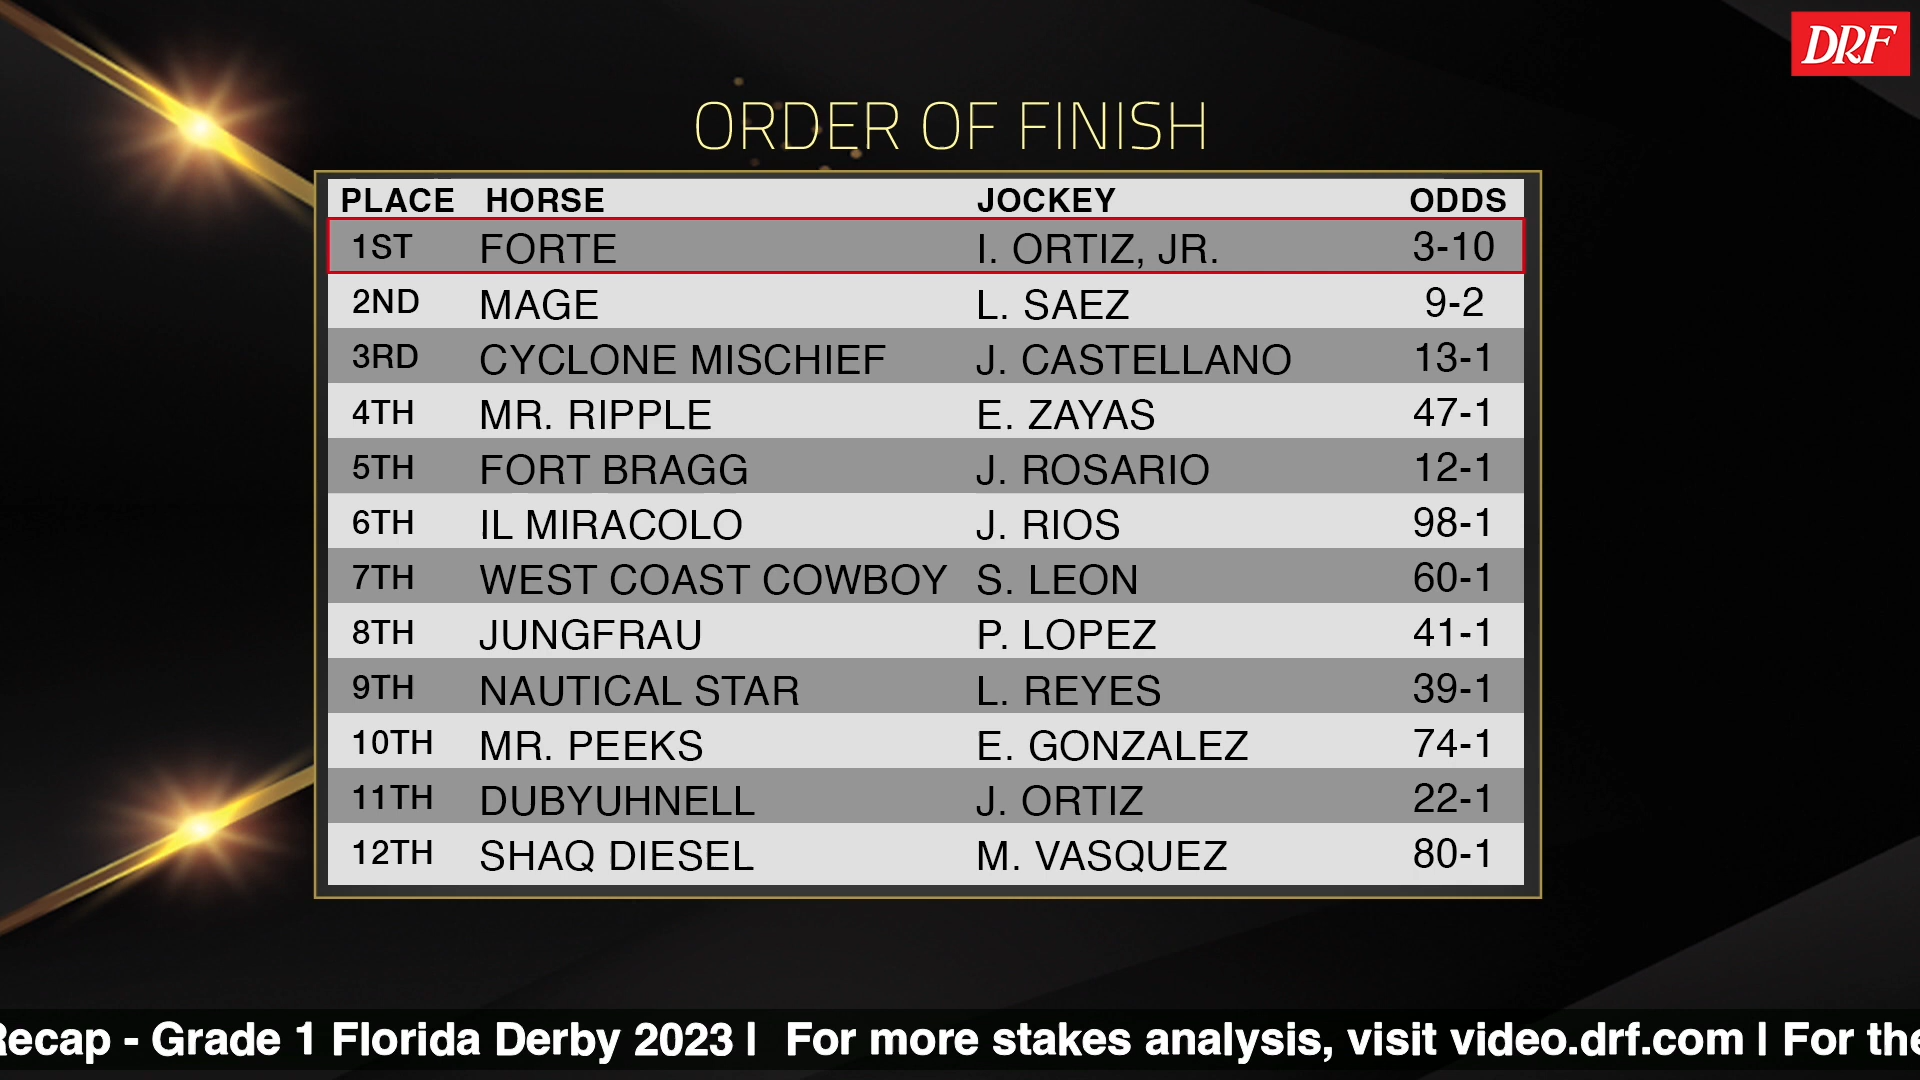 DRF
ORDER OF FINISH
PLACE HORSE JOCKEY ODDS
1ST FORTE I. ORTIZ, JR. 3-10
2ND MAGE L. SAEZ 9-2
3RD CYCLONE MISCHIEF J. CASTELLANO 13-1
4TH MR. RIPPLE E. ZAYAS 47-1
5TH FORT BRAGG J. ROSARIO 12-1
6TH IL MIRACOLO J. RIOS 98-1
7TH WEST COAST COWBOY S. LEON 60-1
8TH JUNGFRAU P. LOPEZ 41-1
9TH NAUTICAL STAR L. REYES 39-1
10TH MR. PEEKS E. GONZALEZ 74-1
11TH DUBYUHNELL J. ORTIZ 22-1
12TH SHAQ DIESEL M. VASQUEZ 80-1
Recap - Grade 1 Florida Derby 2023 | For more stakes analysis, visit video.drf.com | For the